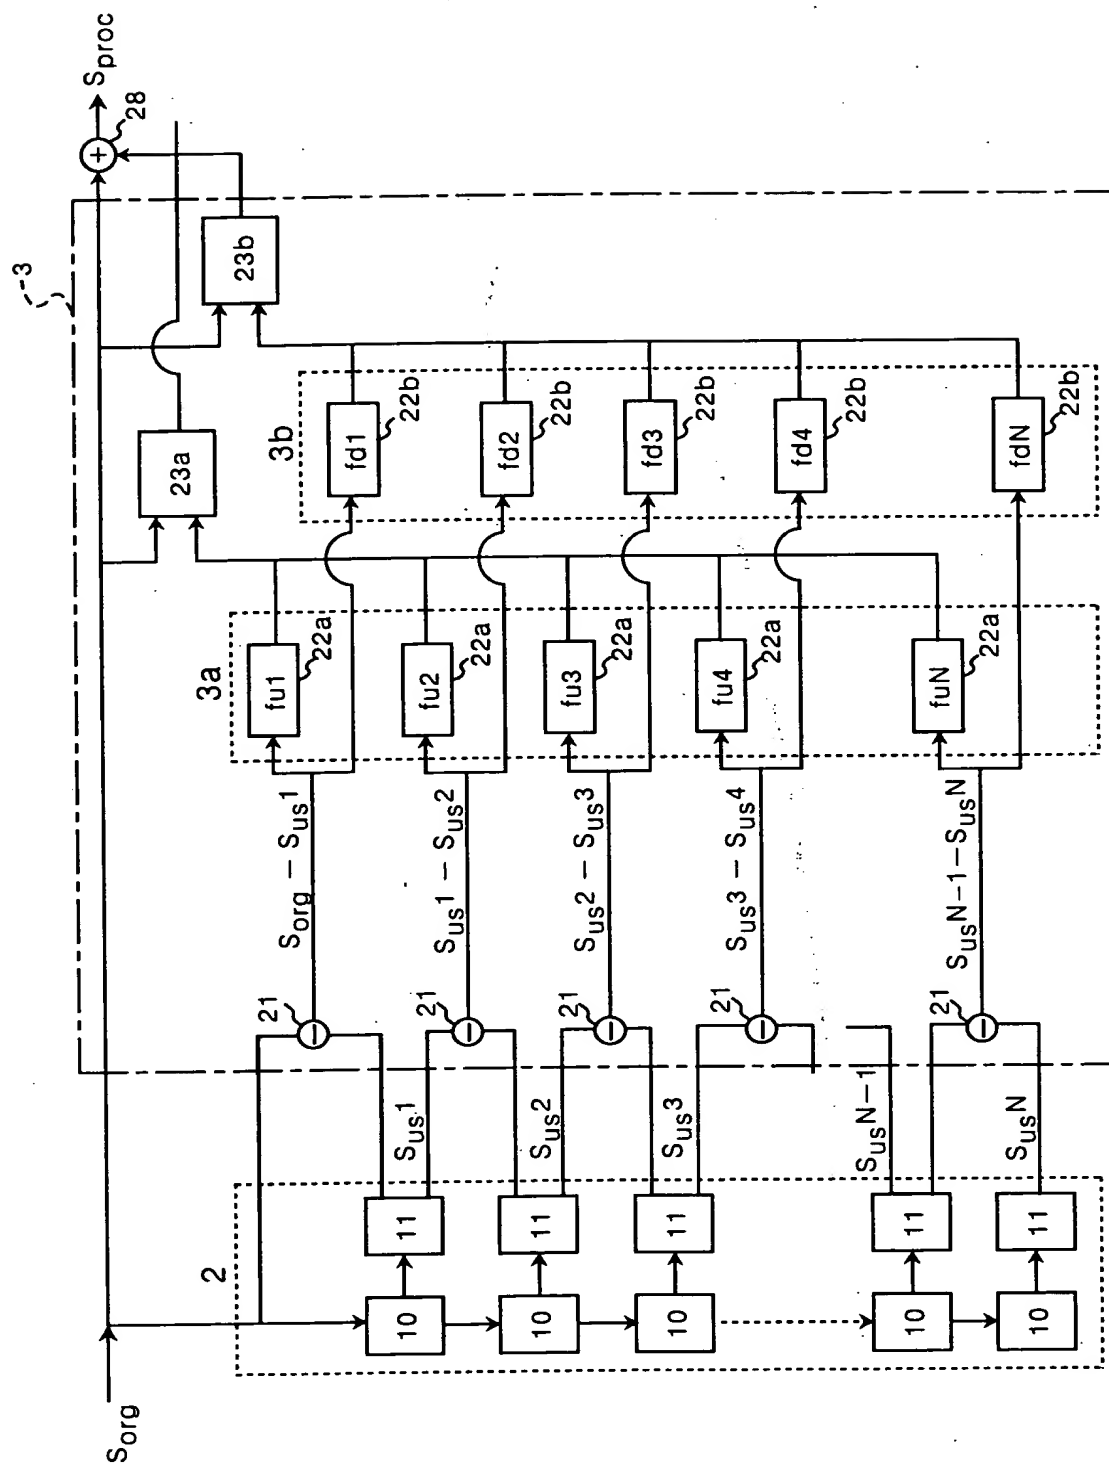 Sorg
Sproc
28
3
23b
23a
3b
fd1
22b
fd2
22b
fd3
22b
fd4
22b
fdN
22b
3a
fu1
22a
fu2
22a
fu3
22a
fu4
22a
fuN
22a
Sorg − Sus1
Sus1 − Sus2
Sus2 − Sus3
Sus3 − Sus4
SusN−1−SusN
21
21
21
21
21
Sus1
Sus2
Sus3
SusN−1
SusN
2
11
11
11
11
11
10
10
10
10
10